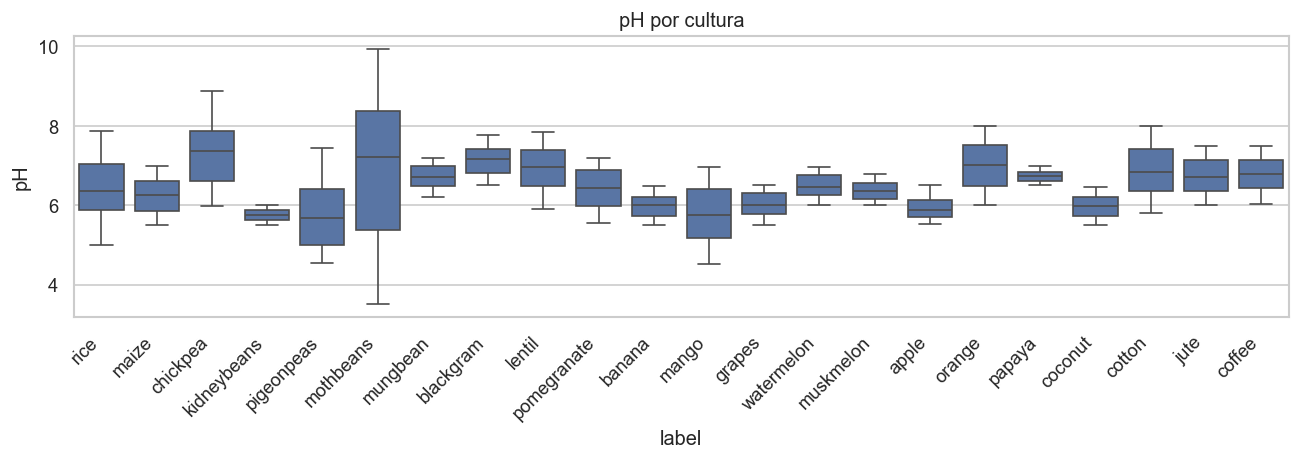 pH por cultura
10
8
6
4
pH
rice
maize
chickpea
kidneybeans
pigeonpeas
mothbeans
mungbean
blackgram
lentil
pomegranate
banana
mango
grapes
watermelon
muskmelon
apple
orange
papaya
coconut
cotton
jute
coffee
label